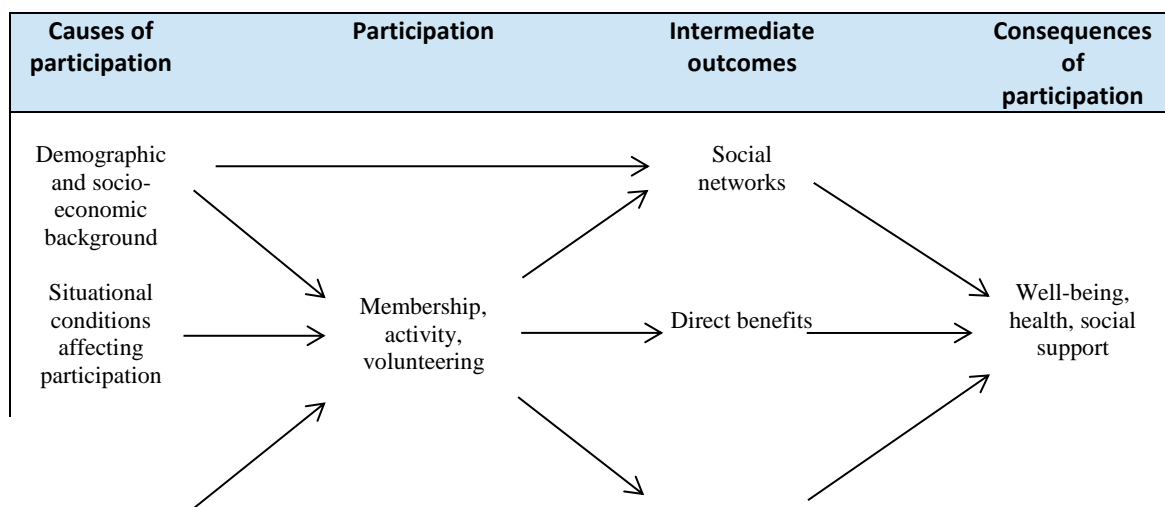 Causes of
participation
Participation
Intermediate
outcomes
Consequences
of
participation
Demographic
and socio-
economic
background
Social
networks
Situational
conditions
affecting
participation
Membership,
activity,
volunteering
Direct benefits
Well-being,
health, social
support